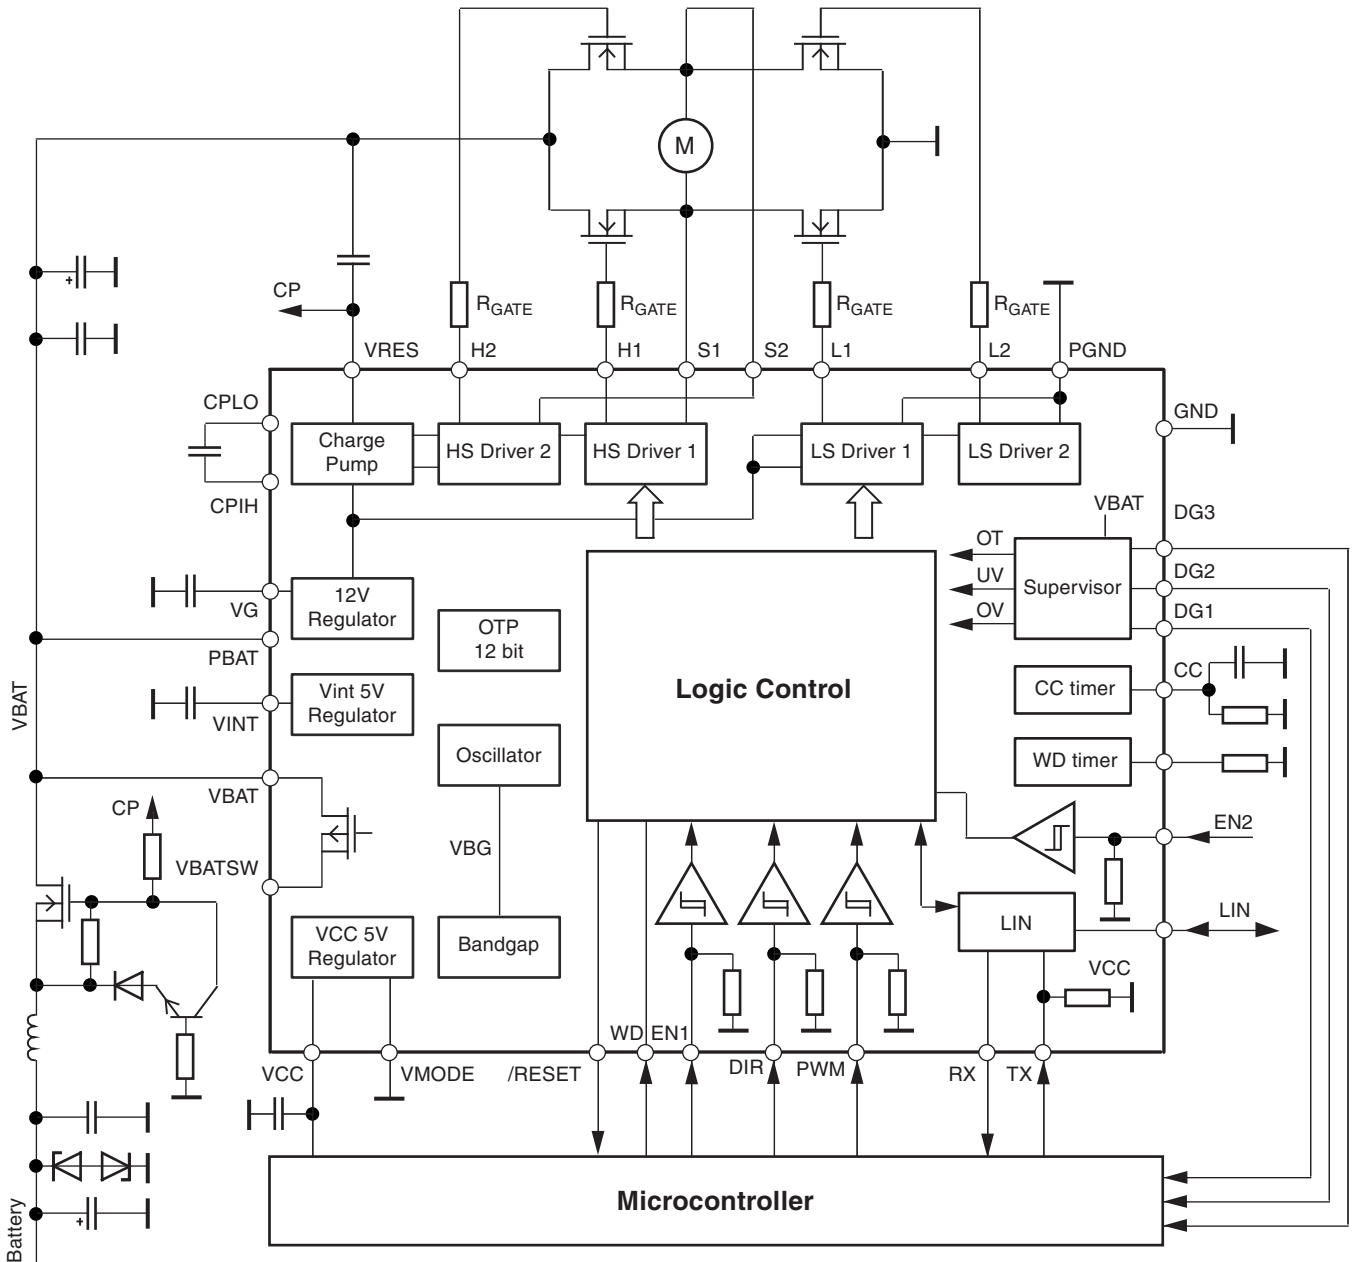 M
CP
R_GATE
R_GATE
R_GATE
R_GATE
VRES
H2
H1
S1
S2
L1
L2
PGND
CPLO
GND
Charge
Pump
HS Driver 2
HS Driver 1
LS Driver 1
LS Driver 2
CPIH
VBAT
DG3
OT
UV
OV
Supervisor
DG2
DG1
12V
Regulator
VG
OTP
12 bit
PBAT
Logic Control
CC timer
CC
Vint 5V
Regulator
VINT
VBAT
Oscillator
WD timer
VBAT
CP
VBG
EN2
VBATSW
LIN
LIN
VCC 5V
Regulator
Bandgap
VCC
WD
EN1
VCC
VMODE
/RESET
DIR
PWM
RX
TX
Microcontroller
Battery